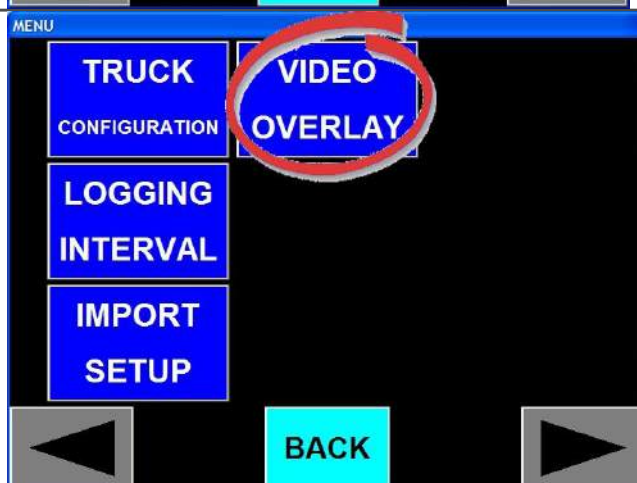 MENU
TRUCK
CONFIGURATION
VIDEO
OVERLAY
LOGGING
INTERVAL
IMPORT
SETUP
BACK